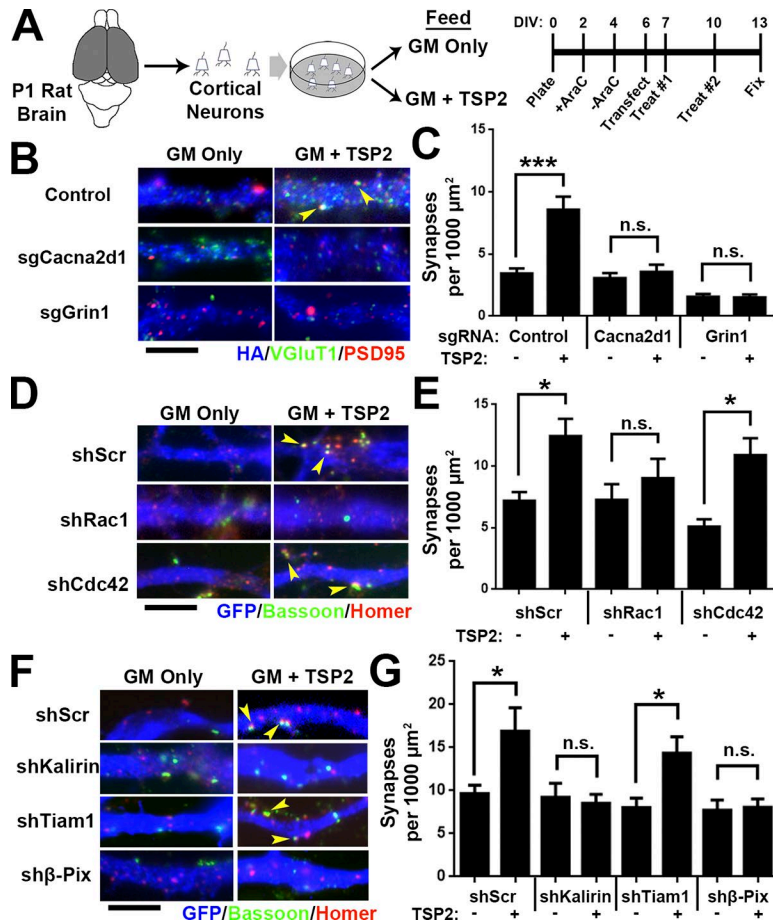 A
P1 Rat
Brain
Cortical
Neurons
Feed
GM Only
GM + TSP2
DIV: 0 2 4 6 7 10 13
Plate
+AraC
-AraC
Transfect
Treat #1
Treat #2
Fix
B
GM Only GM + TSP2
Control
sgCacna2d1
sgGrin1
HA/VGluT1/PSD95
C
Synapses
per 1000 µm²
15
10
5
0
***
n.s.
n.s.
sgRNA: Control Cacna2d1 Grin1
TSP2: - + - + - +
D
GM Only GM + TSP2
shScr
shRac1
shCdc42
GFP/Bassoon/Homer
E
Synapses
per 1000 µm²
15
10
5
0
*
n.s.
*
shScr shRac1 shCdc42
TSP2: - + - + - +
F
GM Only GM + TSP2
shScr
shKalirin
shTiam1
shβ-Pix
GFP/Bassoon/Homer
G
Synapses
per 1000 µm²
25
20
15
10
5
0
*
n.s.
*
n.s.
shScr shKalirin shTiam1 shβ-Pix
TSP2: - + - + - + - +